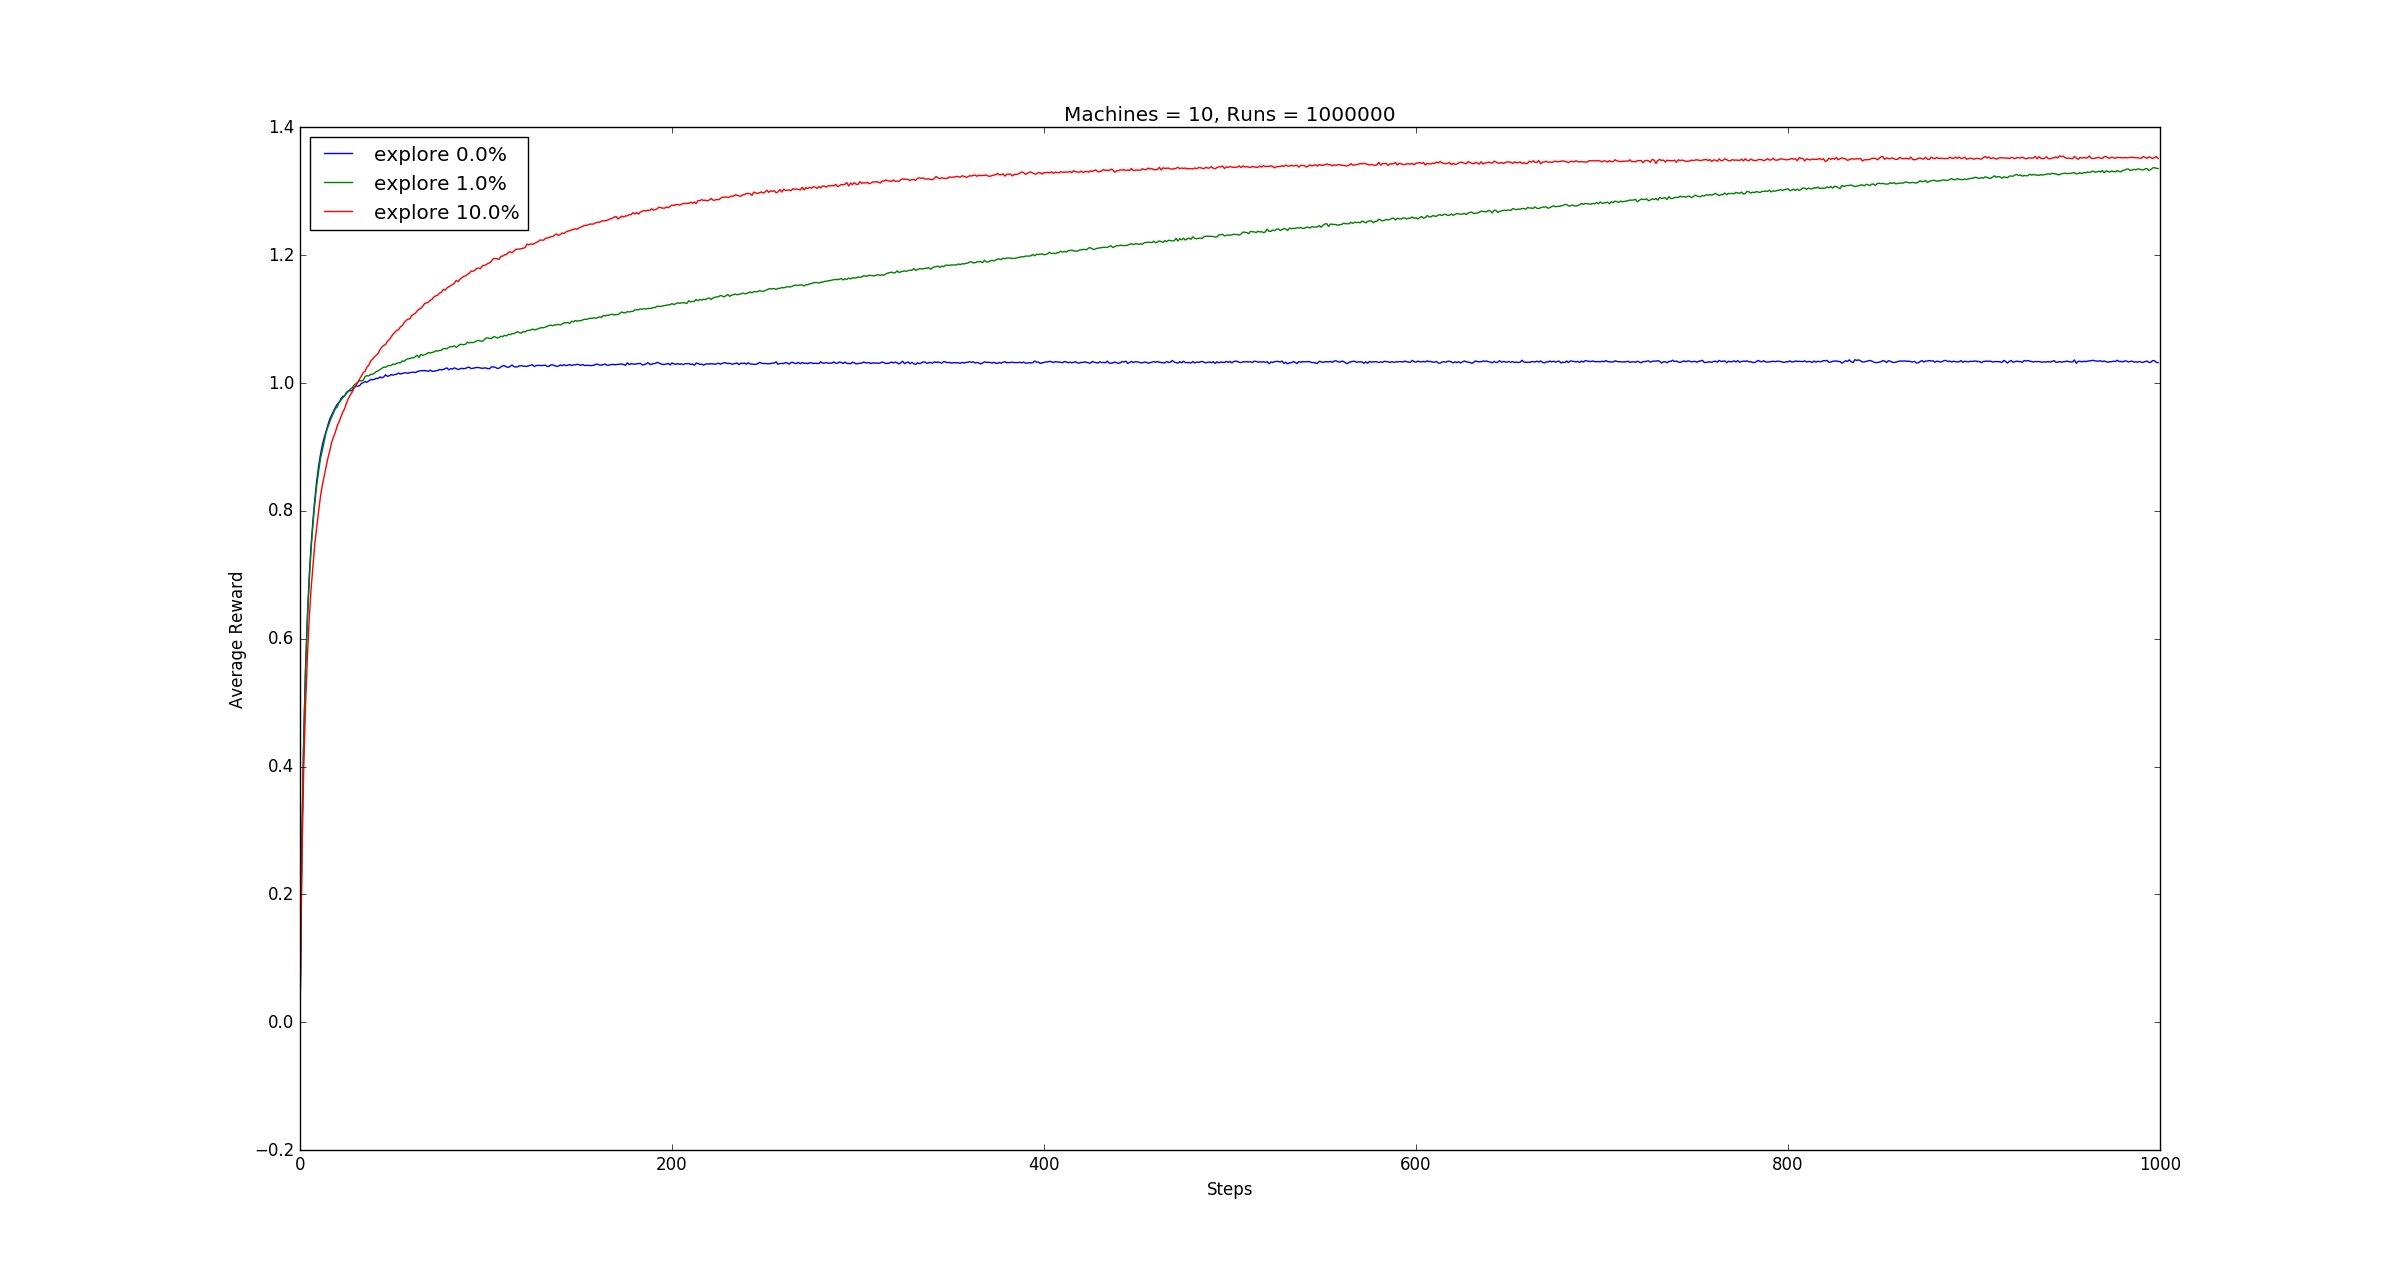 Machines = 10, Runs = 1000000
1.4
1.2
1.0
0.8
0.6
0.4
0.2
0.0
−0.2
explore 0.0%
explore 1.0%
explore 10.0%
Average Reward
0
200
400
600
800
1000
Steps